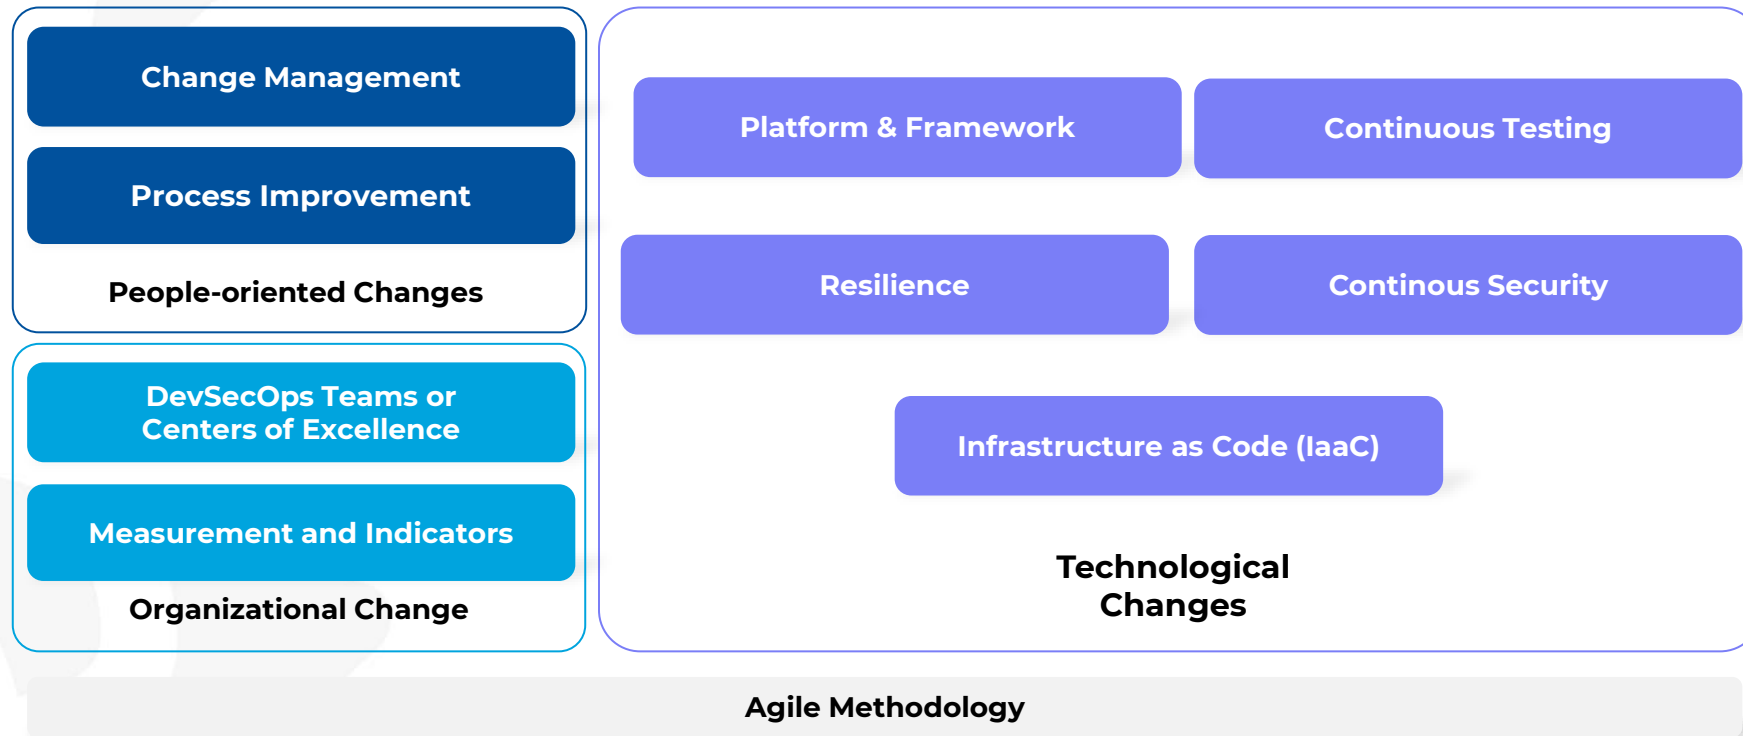 Change Management
Process Improvement
People-oriented Changes
DevSecOps Teams or
Centers of Excellence
Measurement and Indicators
Organizational Change
Platform & Framework
Continuous Testing
Resilience
Continous Security
Infrastructure as Code (IaaC)
Technological
Changes
Agile Methodology